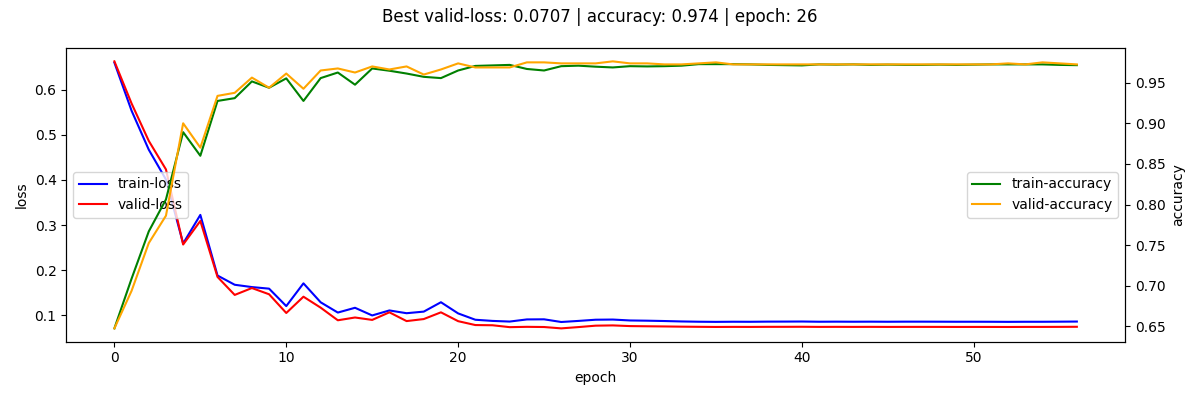 Best valid-loss: 0.0707 | accuracy: 0.974 | epoch: 26
0.6
0.5
0.4
0.3
0.2
0.1
loss
train-loss
valid-loss
train-accuracy
valid-accuracy
0.95
0.90
0.85
0.80
0.75
0.70
0.65
accuracy
0 10 20 30 40 50
epoch